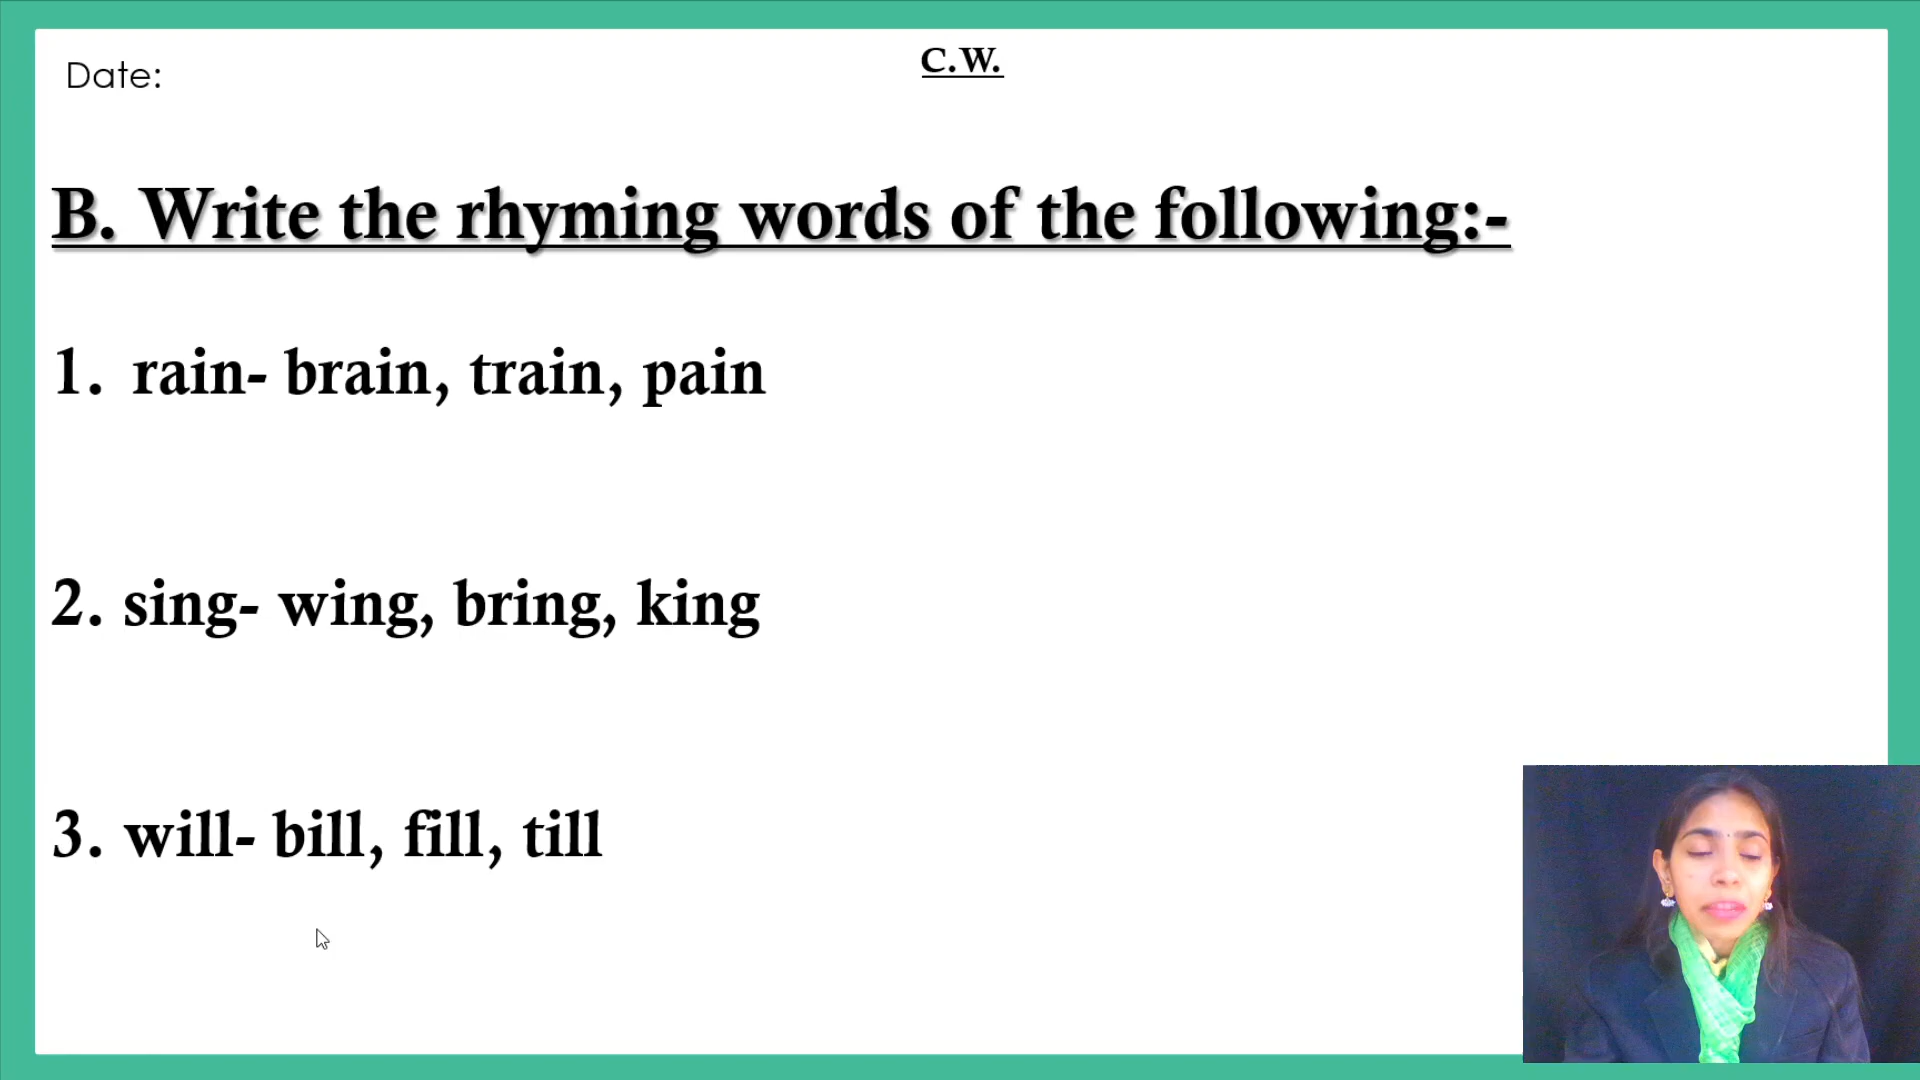 C.W.
Date:
B. Write the rhyming words of the following:-
1. rain- brain, train, pain
2. sing- wing, bring, king
3. will- bill, fill, till